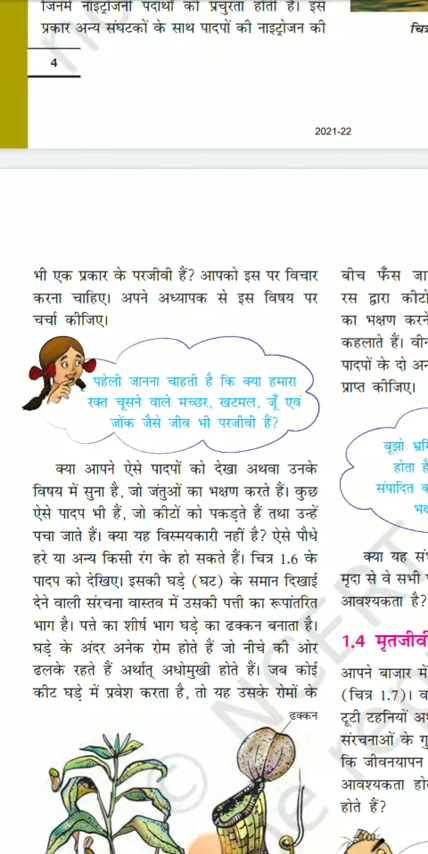 जिनमें नाइट्रोजनी पदार्थों की प्रचुरता होती है। इस
प्रकार अन्य संघटकों के साथ पादपों की नाइट्रोजन की
4
2021-22
भी एक प्रकार के परजीवी हैं? आपको इस पर विचार
करना चाहिए। अपने अध्यापक से इस विषय पर
चर्चा कीजिए।
पहेली जानना चाहती है कि क्या हमारा
रक्त चूसने वाले मच्छर, खटमल, जूँ एवं
जोंक जैसे जीव भी परजीवी हैं?
क्या आपने ऐसे पादपों को देखा अथवा उनके
विषय में सुना है, जो जंतुओं का भक्षण करते हैं। कुछ
ऐसे पादप भी हैं, जो कीटों को पकड़ते हैं तथा उन्हें
पचा जाते हैं। क्या यह विस्मयकारी नहीं है? ऐसे पौधे
हरे या अन्य किसी रंग के हो सकते हैं। चित्र 1.6 के
पादप को देखिए। इसकी घड़े (घट) के समान दिखाई
देने वाली संरचना वास्तव में उसकी पत्ती का रूपांतरित
भाग है। पत्ते का शीर्ष भाग घड़े का ढक्कन बनाता है।
घड़े के अंदर अनेक रोम होते हैं जो नीचे की ओर
ढलके रहते हैं अर्थात् अधोमुखी होते हैं। जब कोई
कीट घड़े में प्रवेश करता है, तो यह उसके रोमों के
ढक्कन
बीच फँस जा
रस द्वारा कीटो
का भक्षण करने
कहलाते हैं। वीन
पादपों के दो अन
प्राप्त कीजिए।
बूझो भ्रमि
होता है
संपादित क
भक्ष
क्या यह सं
मृदा से वे सभी
आवश्यकता है?
1.4 मृतजीवी
आपने बाजार में
(चित्र 1.7)। व
टूटी टहनियों अ
संरचनाओं के गु
कि जीवनयापन
आवश्यकता हो
होते हैं?
© NCERT